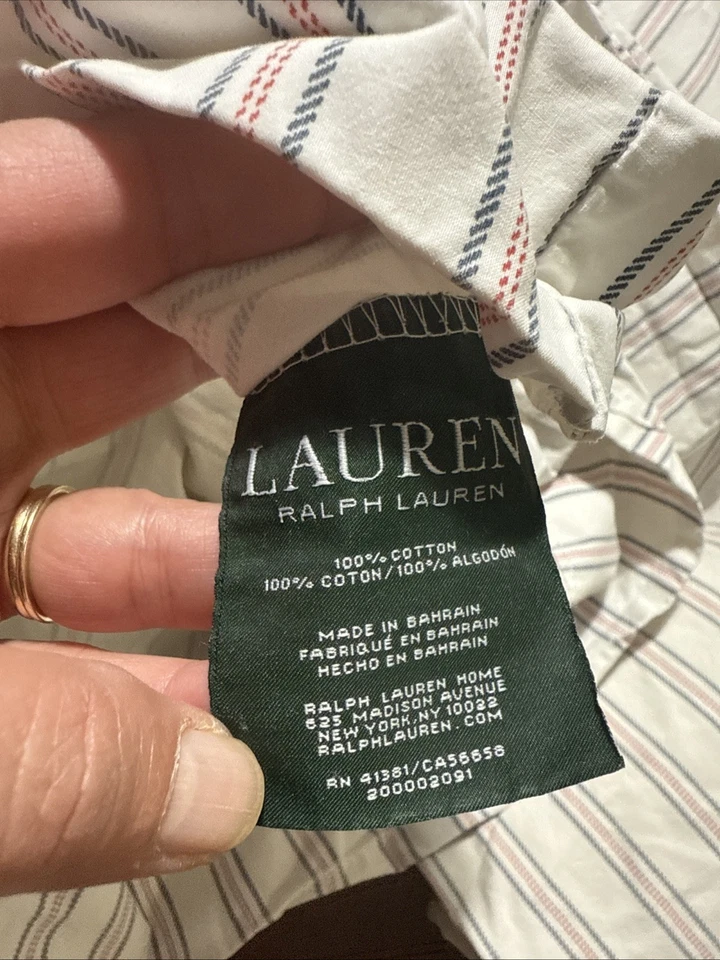 LAUREN
RALPH LAUREN
100% COTTON
100% COTON/100% ALGODÓN
MADE IN BAHRAIN
FABRIQUÉ EN BAHRAIN
HECHO EN BAHRAIN
RALPH LAUREN HOME
625 MADISON AVENUE
NEW YORK,NY 10022
RALPHLAUREN.COM
RN 41381/CA56658
200002091